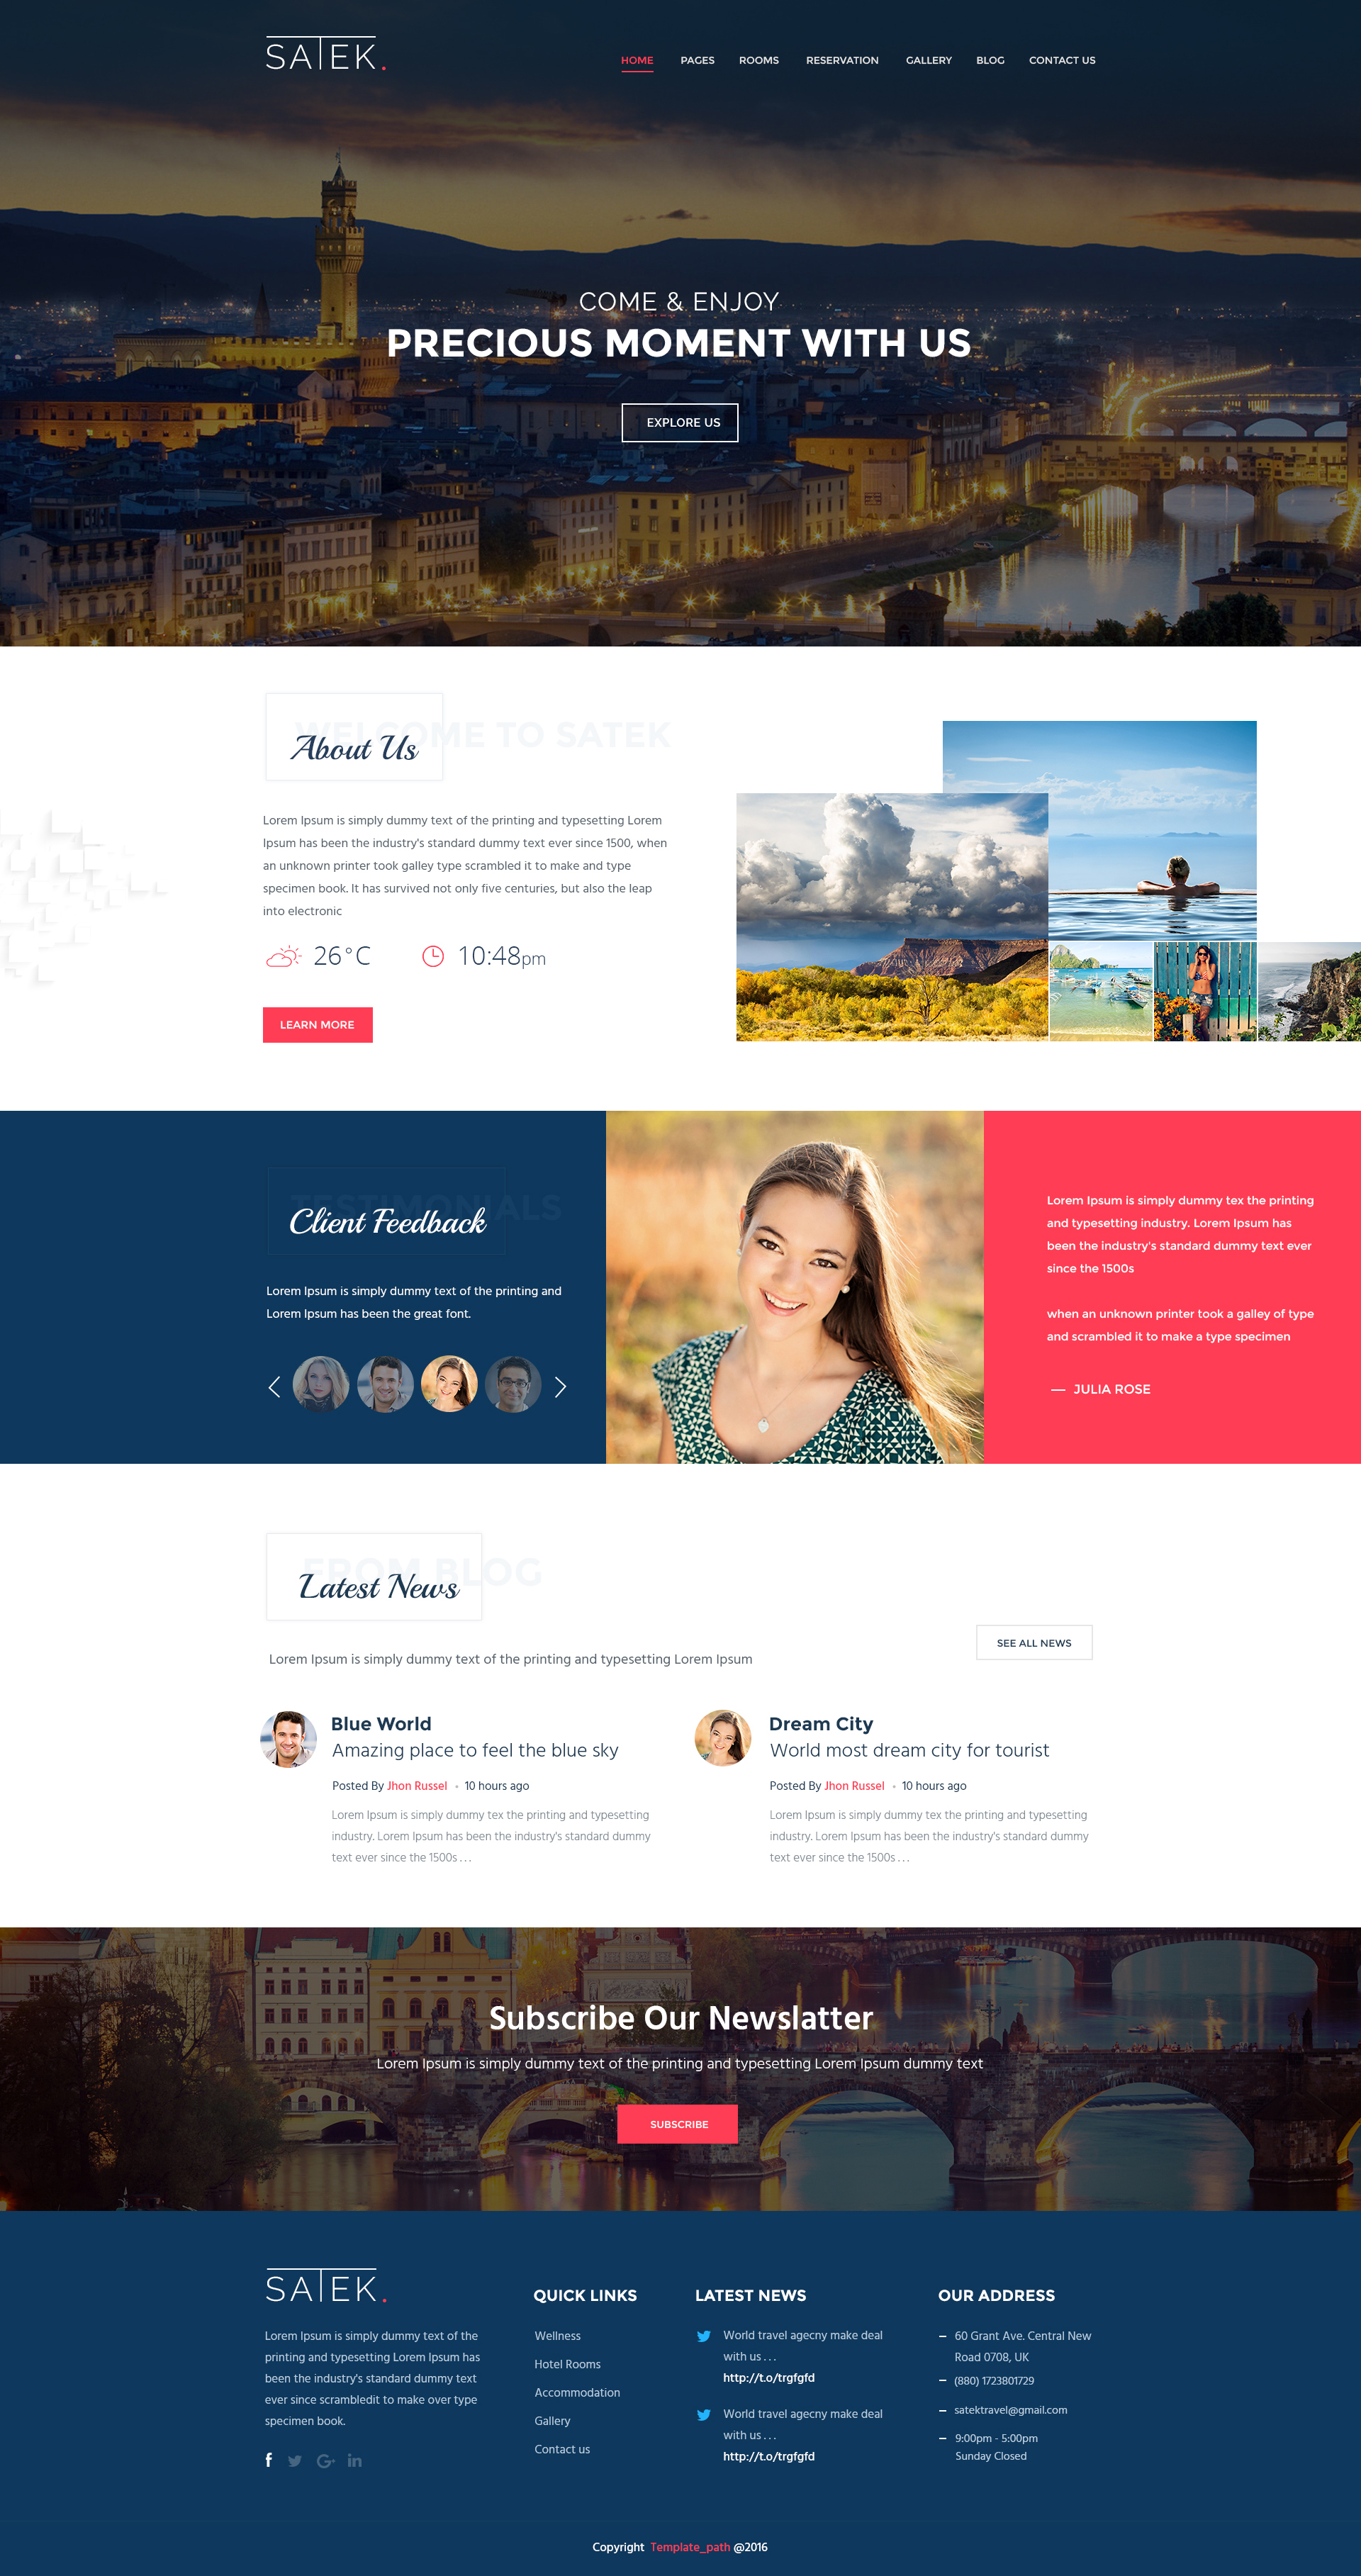 SATEK.
HOME PAGES ROOMS RESERVATION GALLERY BLOG CONTACT US
COME & ENJOY
PRECIOUS MOMENT WITH US
EXPLORE US
WELCOME TO SATEK
About Us
Lorem Ipsum is simply dummy text of the printing and typesetting Lorem
Ipsum has been the industry's standard dummy text ever since 1500, when
an unknown printer took galley type scrambled it to make and type
specimen book. It has survived not only five centuries, but also the leap
into electronic
26°C 10:48pm
LEARN MORE
TESTIMONIALS
Client Feedback
Lorem Ipsum is simply dummy text of the printing and
Lorem Ipsum has been the great font.
Lorem Ipsum is simply dummy tex the printing
and typesetting industry. Lorem Ipsum has
been the industry's standard dummy text ever
since the 1500s
when an unknown printer took a galley of type
and scrambled it to make a type specimen
— JULIA ROSE
FROM BLOG
Latest News
SEE ALL NEWS
Lorem Ipsum is simply dummy text of the printing and typesetting Lorem Ipsum
Blue World
Amazing place to feel the blue sky
Posted By Jhon Russel • 10 hours ago
Lorem Ipsum is simply dummy tex the printing and typesetting
industry. Lorem Ipsum has been the industry's standard dummy
text ever since the 1500s . . .
Dream City
World most dream city for tourist
Posted By Jhon Russel • 10 hours ago
Lorem Ipsum is simply dummy tex the printing and typesetting
industry. Lorem Ipsum has been the industry's standard dummy
text ever since the 1500s . . .
Subscribe Our Newslatter
Lorem Ipsum is simply dummy text of the printing and typesetting Lorem Ipsum dummy text
SUBSCRIBE
SATEK.
Lorem Ipsum is simply dummy text of the
printing and typesetting Lorem Ipsum has
been the industry's standard dummy text
ever since scrambledit to make over type
specimen book.
QUICK LINKS
Wellness
Hotel Rooms
Accommodation
Gallery
Contact us
LATEST NEWS
World travel agecny make deal
with us . . .
http://t.o/trgfgfd
World travel agecny make deal
with us . . .
http://t.o/trgfgfd
OUR ADDRESS
– 60 Grant Ave. Central New
Road 0708, UK
– (880) 1723801729
– satektravel@gmail.com
– 9:00pm - 5:00pm
Sunday Closed
Copyright Template_path @2016